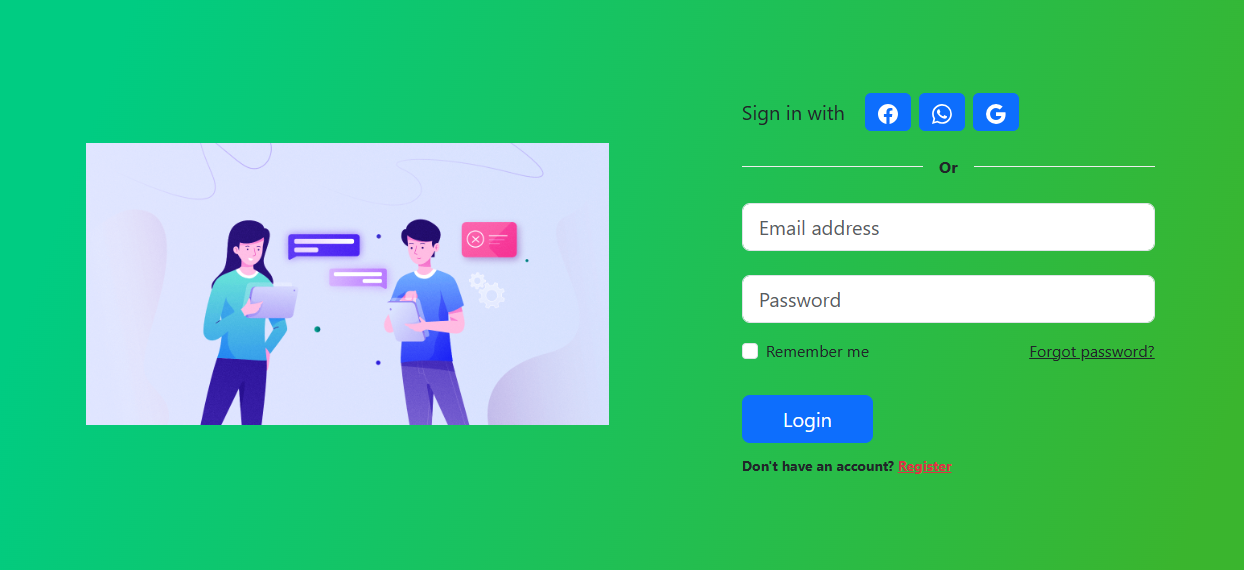 Sign in with
Or
Email address
Password
Remember me Forgot password?
Login
Don't have an account? Register